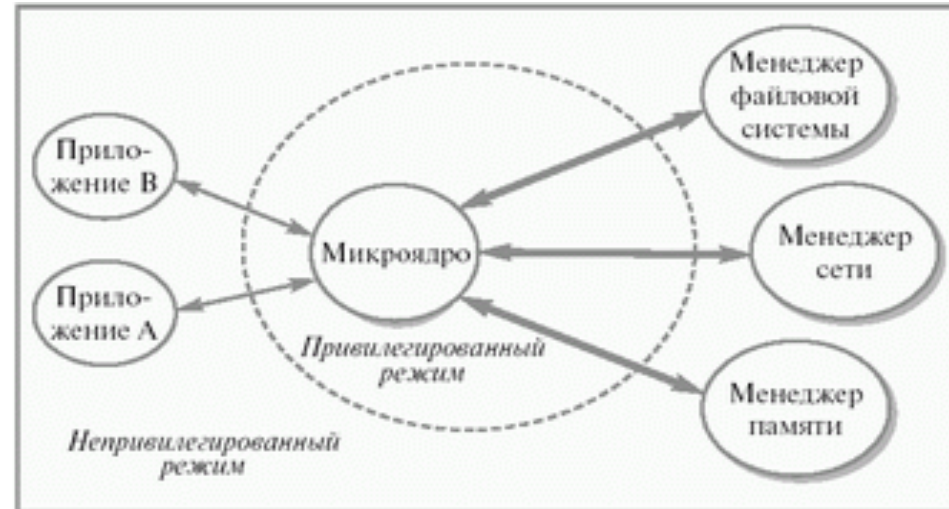 Менеджер
файловой
системы
Прило-
жение В
Микроядро
Менеджер
сети
Прило-
жение А
Привилегированный
режим
Менеджер
памяти
Непривилегированный
режим